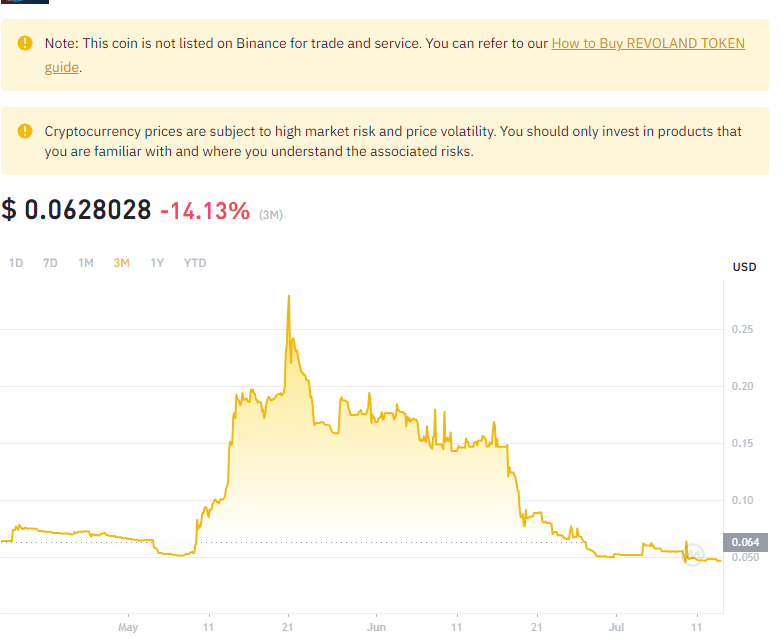 Note: This coin is not listed on Binance for trade and service. You can refer to our How to Buy REVOLAND TOKEN
guide.
Cryptocurrency prices are subject to high market risk and price volatility. You should only invest in products that
you are familiar with and where you understand the associated risks.
$ 0.0628028 -14.13% (3M)
1D 7D 1M 3M 1Y YTD
USD
0.25
0.20
0.15
0.10
0.064
0.050
May 11 21 Jun 11 21 Jul 11